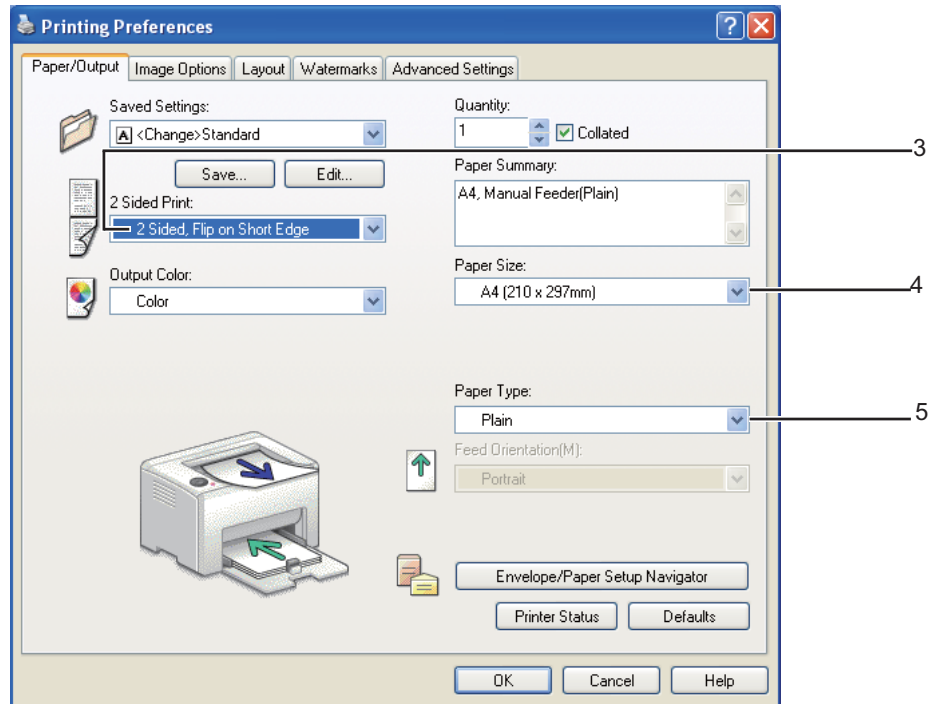 Printing Preferences
Paper/Output Image Options Layout Watermarks Advanced Settings
Saved Settings:
A <Change>Standard
Save... Edit...
2 Sided Print:
2 Sided, Flip on Short Edge
Output Color:
Color
Quantity:
1 Collated
3
Paper Summary:
A4, Manual Feeder(Plain)
Paper Size:
A4 (210 x 297mm)
4
Paper Type:
Plain
5
Feed Orientation(M):
Portrait
Envelope/Paper Setup Navigator
Printer Status Defaults
OK Cancel Help